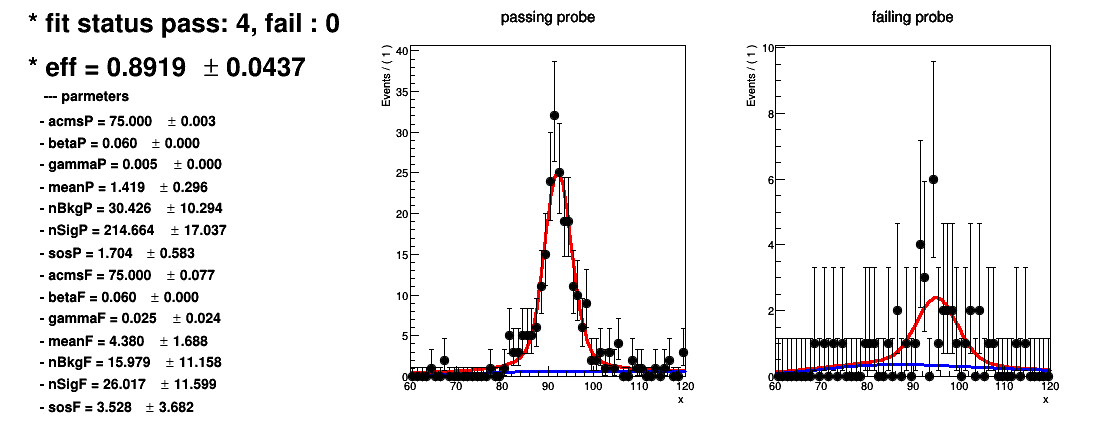 * fit status pass: 4, fail : 0
* eff = 0.8919 ± 0.0437
--- parmeters
- acmsP = 75.000 ± 0.003
- betaP = 0.060 ± 0.000
- gammaP = 0.005 ± 0.000
- meanP = 1.419 ± 0.296
- nBkgP = 30.426 ± 10.294
- nSigP = 214.664 ± 17.037
- sosP = 1.704 ± 0.583
- acmsF = 75.000 ± 0.077
- betaF = 0.060 ± 0.000
- gammaF = 0.025 ± 0.024
- meanF = 4.380 ± 1.688
- nBkgF = 15.979 ± 11.158
- nSigF = 26.017 ± 11.599
- sosF = 3.528 ± 3.682
passing probe
Events / ( 1 )
40
35
30
25
20
15
10
5
0
60 70 80 90 100 110 120
x
failing probe
Events / ( 1 )
10
8
6
4
2
0
60 70 80 90 100 110 120
x